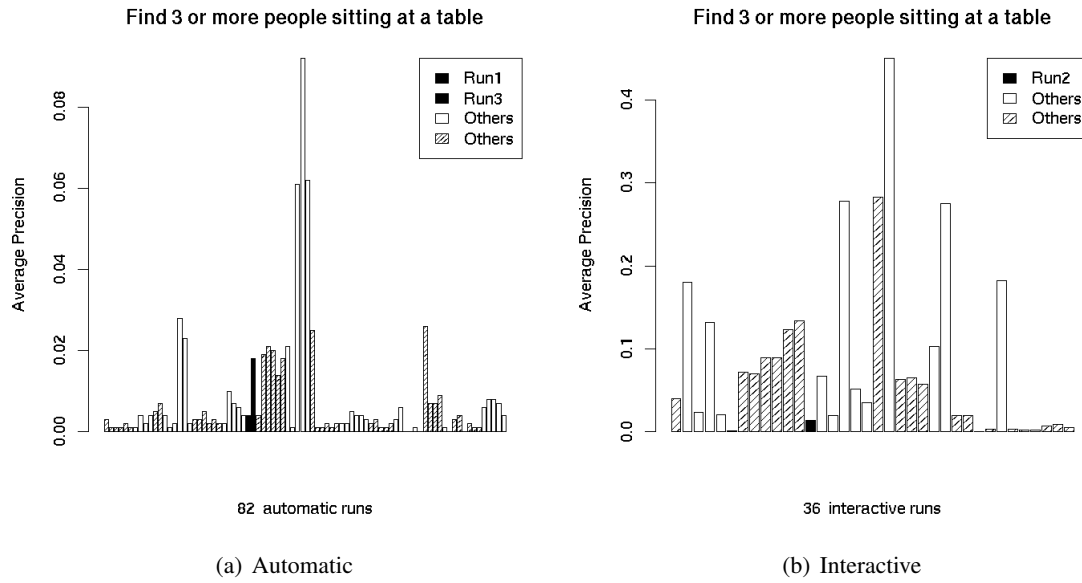 Find 3 or more people sitting at a table
Run1
Run3
Others
Others
Average Precision
0.00
0.02
0.04
0.06
0.08
82 automatic runs
(a) Automatic
Find 3 or more people sitting at a table
Run2
Others
Others
Average Precision
0.0
0.1
0.2
0.3
0.4
36 interactive runs
(b) Interactive